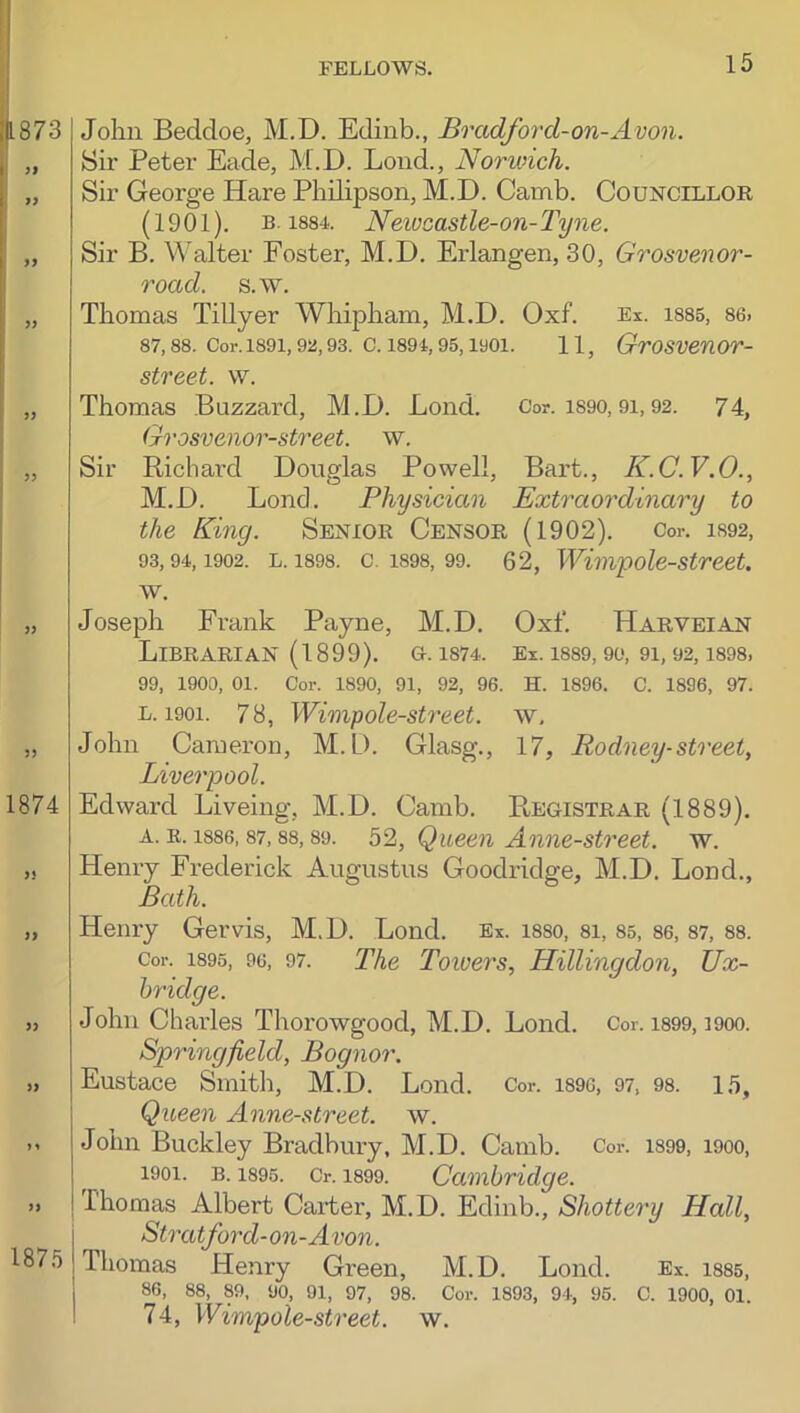 FELLOWS. 15
1873 John Beddoe, M.D. Edinb., Bradford-on-Avon.
„ Sir Peter Eade, M.D. Lond., Norwich.
„ Sir George Hare Philipson, M.D. Camb. COUNCILLOR
(1901). B. 1884. Newcastle-on-Tyne.
„ Sir B. Walter Foster, M.D. Erlangen, 30, Grosvenor-
road. S.W.
„ Thomas Tillyer Whipham, M.D. Oxf. Ex. 1885, 86,
87, 88. Cor. 1891, 92, 93. C. 1894, 95, 1901. 11, Grosvenor-
street. W.
„ Thomas Buzzard, M.D. Lond. Cor. 1890, 91, 92. 74,
Grosvenor-street. W.
„ Sir Richard Douglas Powell, Bart., K.C.V.O.,
M.D. Lond. Physician Extraordinary to
the King. SENIOR CENSOR (1902). Cor. 1892,
93, 94, 1902. L. 1898. C. 1898, 99. 62, Wimpole-street.
W.
„ Joseph Frank Payne, M.D. Oxf. HARVEIAN
LIBRARIAN (1899). G. 1874. Ex. 1889, 90, 91, 92, 1898,
99, 1900, 01. Cor. 1890, 91, 92, 96. H. 1896. C. 1896, 97.
L. 1901. 78, Wimpole-street. W.
„ John Cameron, M.D. Glasg., 17, Rodney-street,
Liverpool.
1874 Edward Liveing, M.D. Camb. REGISTRAR (1889).
A. R. 1886, 87, 88, 89. 52, Queen Anne-street. W.
„ Henry Frederick Augustus Goodridge, M.D. Lond.,
Bath.
„ Henry Gervis, M.D. Lond. Ex. 1880, 81, 85, 86, 87, 88.
Cor. 1895, 96, 97. The Towers, Hillingdon, Ux-
bridge.
„ John Charles Thorowgood, M.D. Lond. Cor. 1899, 1900.
Springfield, Bognor.
„ Eustace Smith, M.D. Lond. Cor. 1896, 97, 98. 15,
Queen Anne-street. W.
„ John Buckley Bradbury, M.D. Camb. Cor. 1899, 1900,
1901. B. 1895. Cr. 1899. Cambridge.
„ Thomas Albert Carter, M.D. Edinb., Shottery Hall,
Stratford-on-Avon.
1875 Thomas Henry Green, M.D. Lond. Ex. 1885,
86, 88, 89, 90, 91, 97, 98. Cor. 1893, 94, 95. C. 1900, 01.
74, Wimpole-street. W.